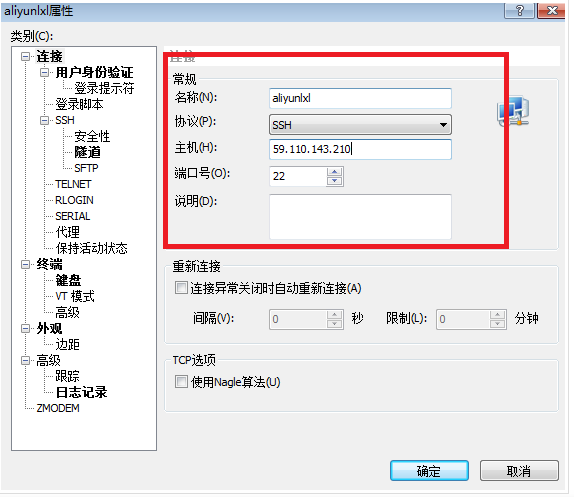 aliyunlxl属性
类别(C):
连接
用户身份验证
登录提示符
登录脚本
SSH
安全性
隧道
SFTP
TELNET
RLOGIN
SERIAL
代理
保持活动状态
终端
键盘
VT 模式
高级
外观
边距
高级
跟踪
日志记录
ZMODEM
连接
常规
名称(N): aliyunlxl
协议(P): SSH
主机(H): 59.110.143.210
端口号(O): 22
说明(D):
重新连接
连接异常关闭时自动重新连接(A)
间隔(V): 0 秒 限制(L): 0 分钟
TCP选项
使用Nagle算法(U)
确定 取消